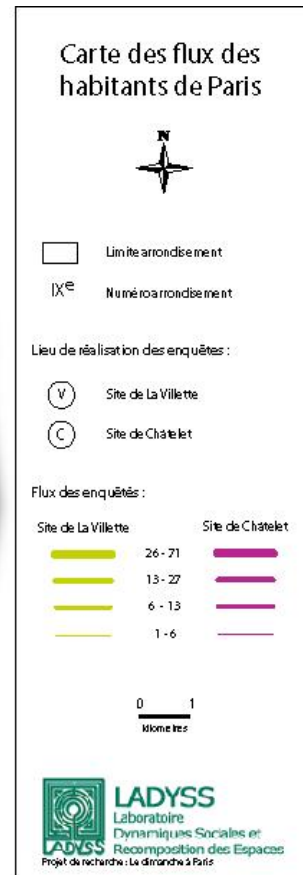 Carte des flux des
habitants de Paris
N
Limite arrondisement
IXe Numéro arrondisement
Lieu de réalisation des enquêtes :
V Site de La Villette
C Site de Châtelet
Flux des enquêtés :
Site de La Villette Site de Châtelet
26 - 71
13 - 27
6 - 13
1 - 6
0 1
kilometres
LADYSS
Laboratoire
Dynamiques Sociales et
LADYSS Recomposition des Espaces
Projet de recherche : Le dimanche à Paris